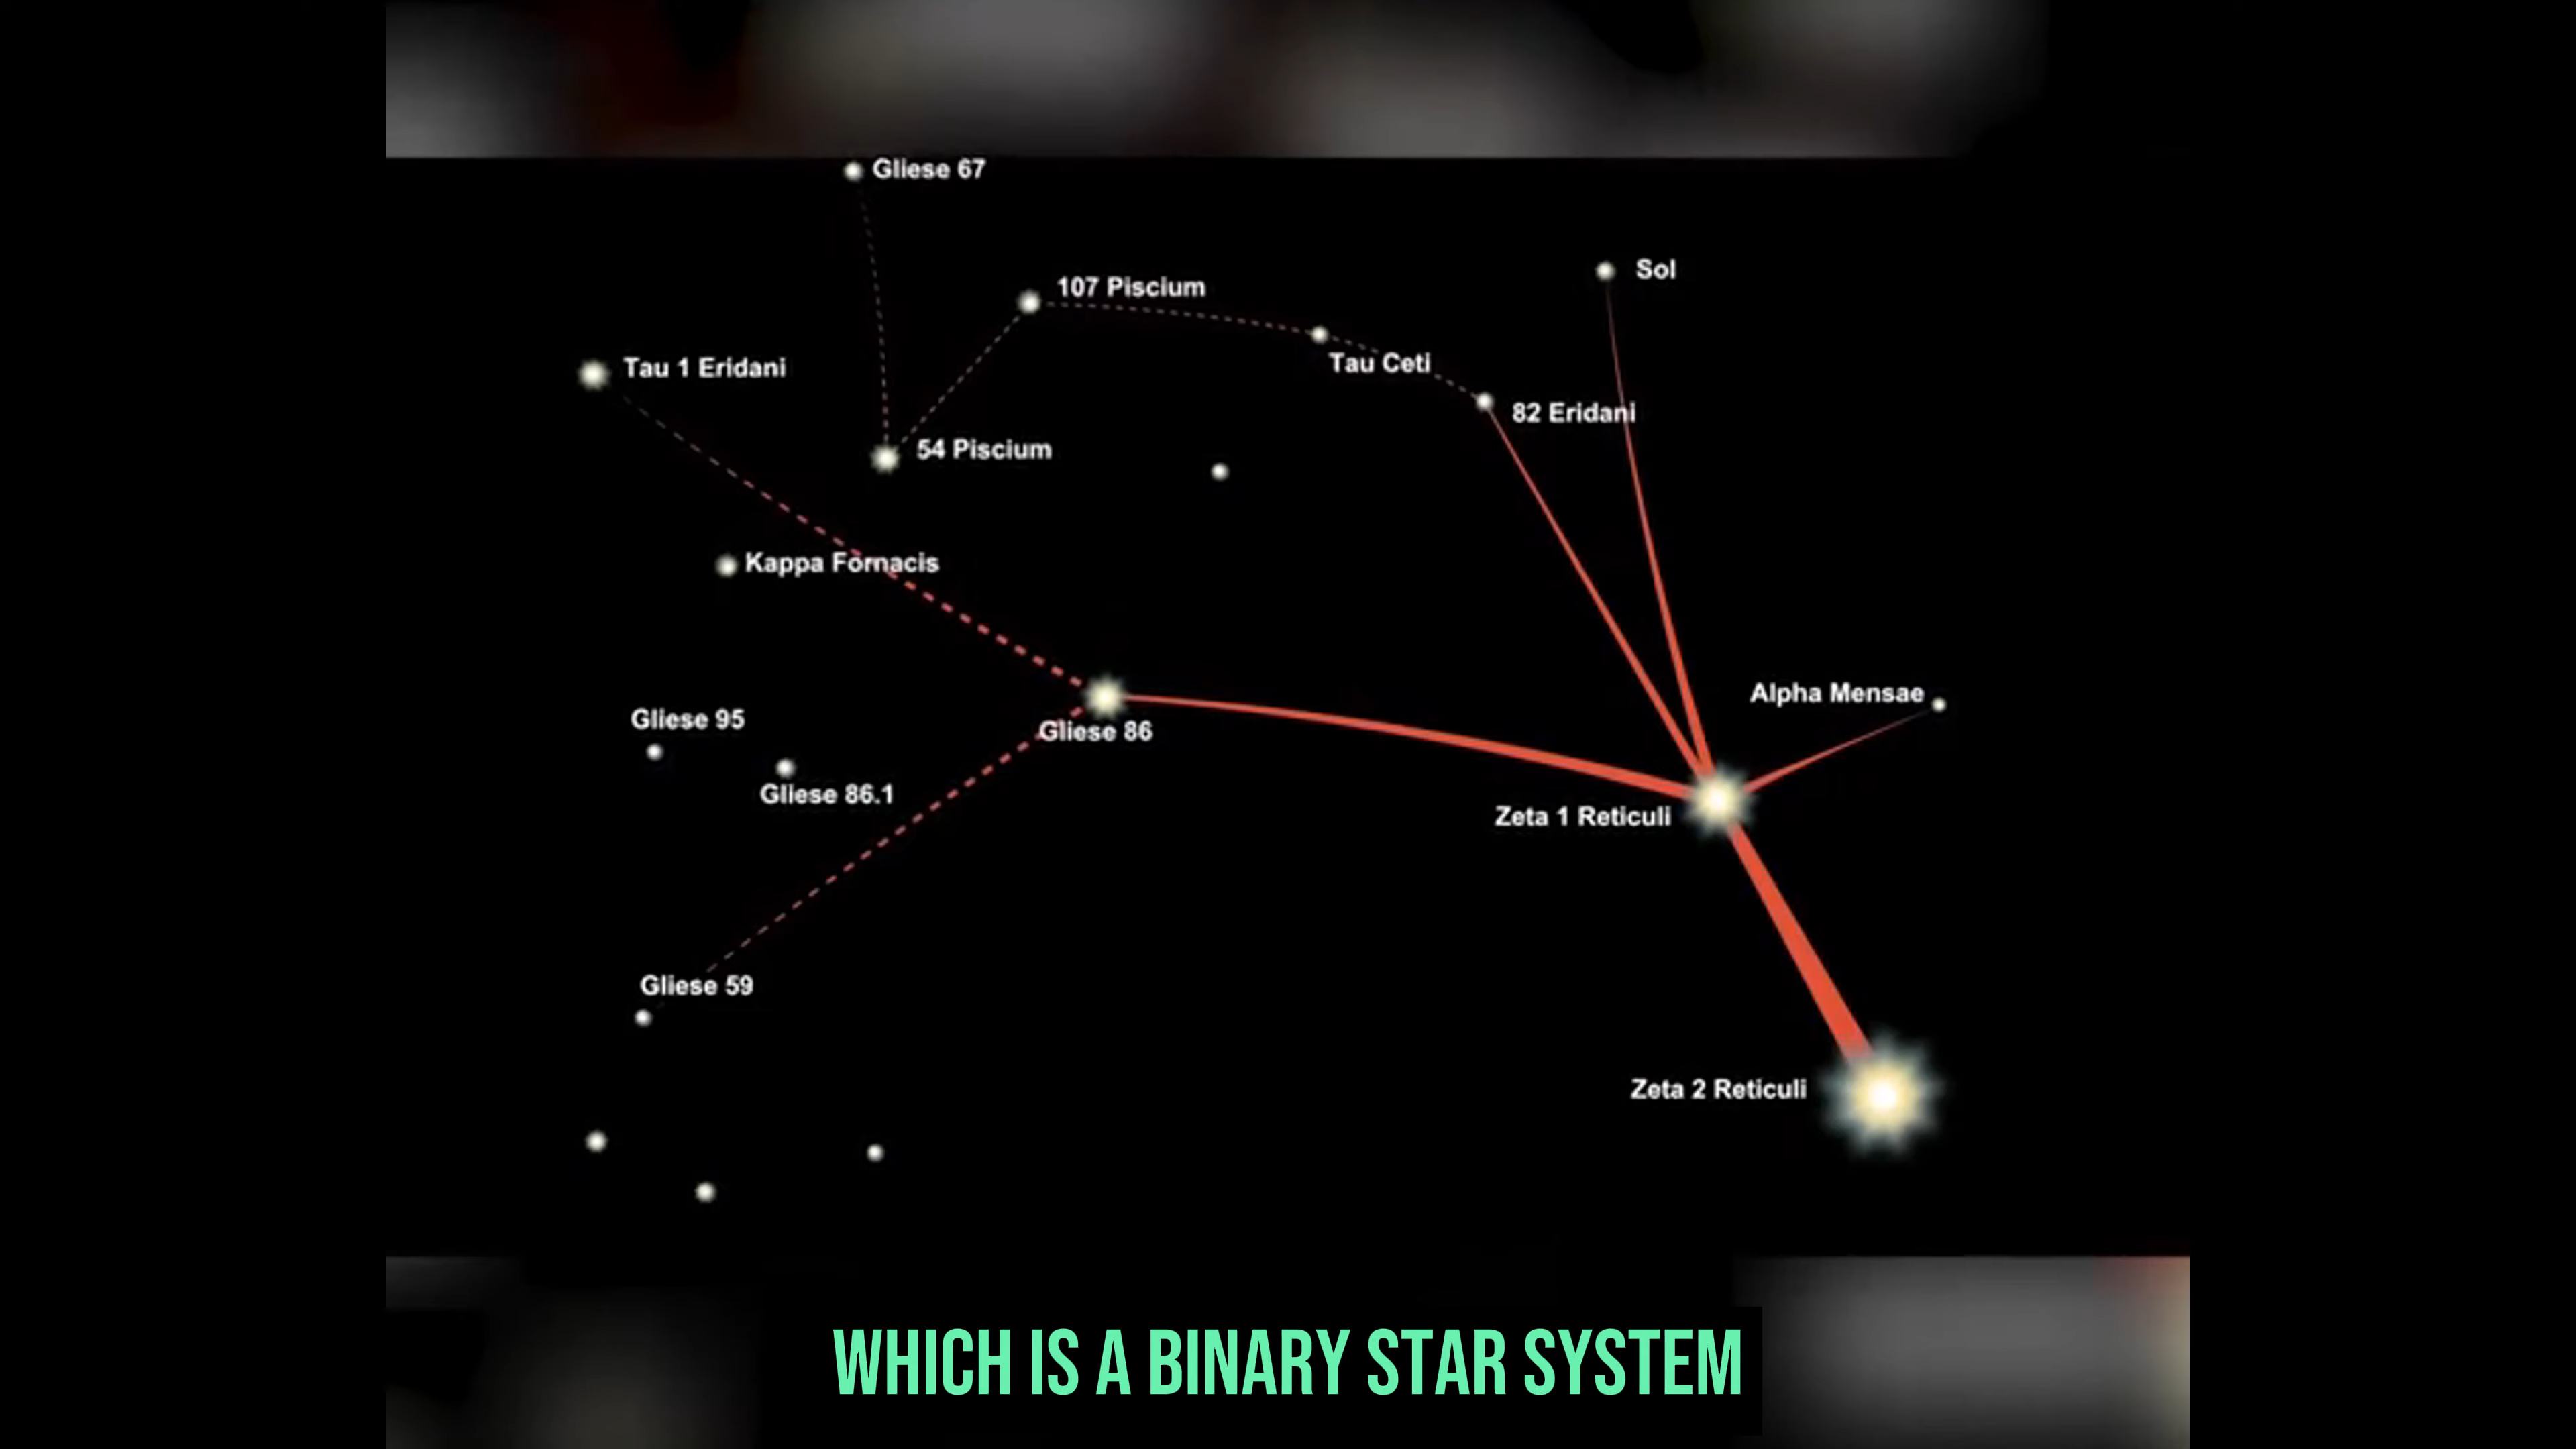 Gliese 67
Sol
107 Piscium
Tau Ceti
Tau 1 Eridani
82 Eridani
54 Piscium
Kappa Fornacis
Alpha Mensae
Gliese 95
Gliese 86
Gliese 86.1
Zeta 1 Reticuli
Gliese 59
Zeta 2 Reticuli
WHICH IS A BINARY STAR SYSTEM